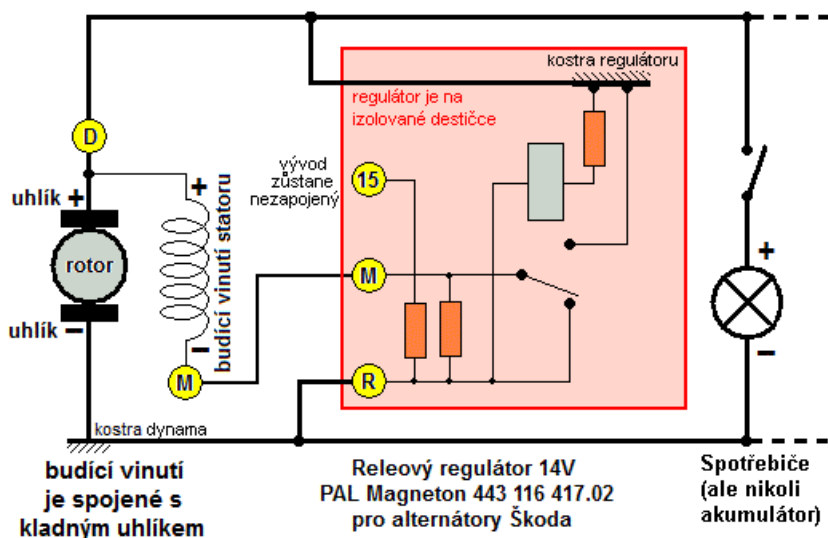 kostra regulátoru
regulátor je na
izolované destičce
D
vývod
zůstane
nezapojený
15
+
uhlík +
rotor
uhlík −
budící vinutí statoru
−
M
M
R
+
−
kostra dynama
budící vinutí
je spojené s
kladným uhlíkem
Releový regulátor 14V
PAL Magneton 443 116 417.02
pro alternátory Škoda
Spotřebiče
(ale nikoli
akumulátor)